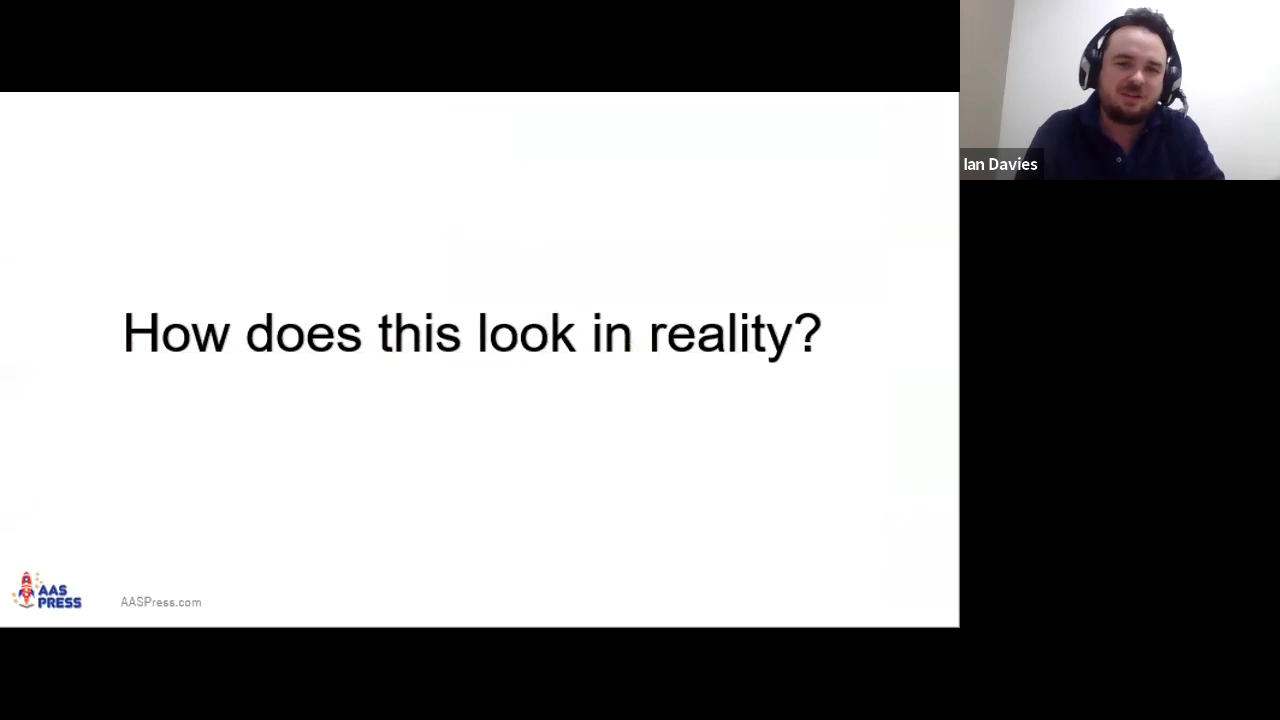 Ian Davies
How does this look in reality?
AAS
PRESS
AASPress.com